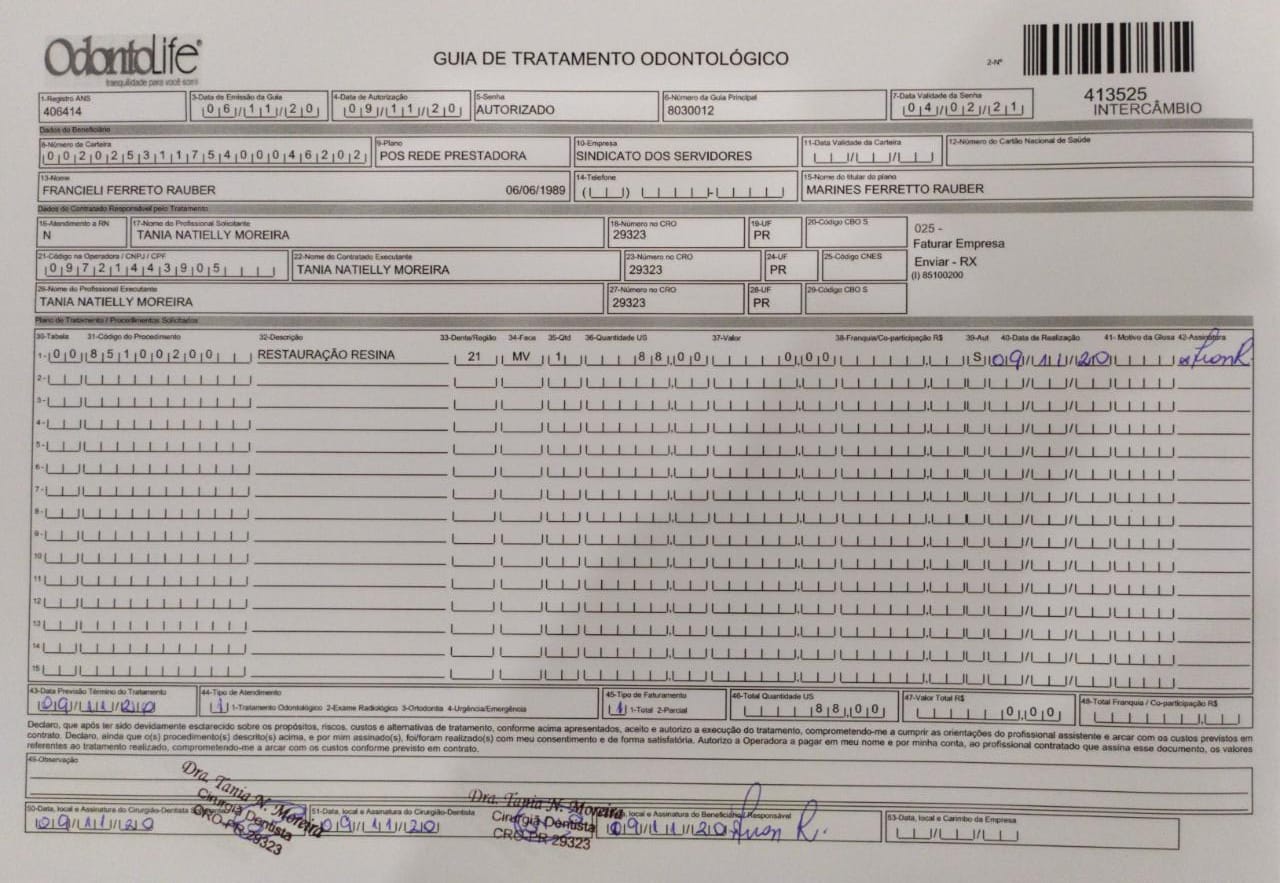 OdontoLife®
tranquilidade para você sorrir
GUIA DE TRATAMENTO ODONTOLÓGICO
2-Nº
413525
INTERCÂMBIO
1-Registro ANS
406414
3-Data de Emissão da Guia
06/11/20
4-Data de Autorização
09/11/20
5-Senha
AUTORIZADO
6-Número da Guia Principal
8030012
7-Data Validade da Senha
04/02/21
Dados do Beneficiário
8-Número de Carteira
00202531175400046202
9-Plano
POS REDE PRESTADORA
10-Empresa
SINDICATO DOS SERVIDORES
11-Data Validade da Carteira
12-Número do Cartão Nacional de Saúde
13-Nome
FRANCIELI FERRETO RAUBER 06/06/1989
14-Telefone
15-Nome do titular do plano
MARINES FERRETTO RAUBER
Dados do Contratado Responsável pelo Tratamento
16-Atendimento a RN
N
17-Nome do Profissional Solicitante
TANIA NATIELLY MOREIRA
18-Número no CRO
29323
19-UF
PR
20-Código CBO S
025 -
Faturar Empresa
Enviar - RX
(I) 85100200
21-Código na Operadora / CNPJ / CPF
09721443905
22-Nome do Contratado Executante
TANIA NATIELLY MOREIRA
23-Número no CRO
29323
24-UF
PR
25-Código CNES
26-Nome do Profissional Executante
TANIA NATIELLY MOREIRA
27-Número no CRO
29323
28-UF
PR
29-Código CBO S
Plano de Tratamento / Procedimentos Solicitados
30-Tabela 31-Código do Procedimento 32-Descrição 33-Dente/Região 34-Face 35-Qtd 36-Quantidade US 37-Valor 38-Franquia/Co-participação R$ 39-Aut 40-Data de Realização 41- Motivo da Glosa 42-Assinatura
1- 00 85100200 RESTAURAÇÃO RESINA 21 MV 1 88,00 0,00 S 09/11/20
2-
3-
4-
5-
6-
7-
8-
9-
10-
11-
12-
13-
14-
15-
43-Data Previsão Término do Tratamento
09/11/20
44-Tipo de Atendimento
1 1-Tratamento Odontológico 2-Exame Radiológico 3-Ortodontia 4-Urgência/Emergência
45-Tipo de Faturamento
1 1-Total 2-Parcial
46-Total Quantidade US
88,00
47-Valor Total R$
0,00
48-Total Franquia / Co-participação R$
Declaro, que após ter sido devidamente esclarecido sobre os propósitos, riscos, custos e alternativas de tratamento, conforme acima apresentados, aceito e autorizo a execução do tratamento, comprometendo-me a cumprir as orientações do profissional assistente e arcar com os custos previstos em
contrato. Declaro, ainda que o(s) procedimento(s) descrito(s) acima, e por mim assinado(s), foi/foram realizado(s) com meu consentimento e de forma satisfatória. Autorizo a Operadora a pagar em meu nome e por minha conta, ao profissional contratado que assina esse documento, os valores
referentes ao tratamento realizado, comprometendo-me a arcar com os custos conforme previsto em contrato.
49-Observação
50-Data, local e Assinatura do Cirurgião-Dentista
09/11/20
Dra. Tania N. Moreira
Cirurgiã Dentista
CRO-PR 29323
51-Data, local e Assinatura do Cirurgião-Dentista
09/11/20
Dra. Tania N. Moreira
Cirurgiã Dentista
CRO-PR 29323
local e Assinatura do Beneficiário / Responsável
09/11/20
53-Data, local e Carimbo da Empresa